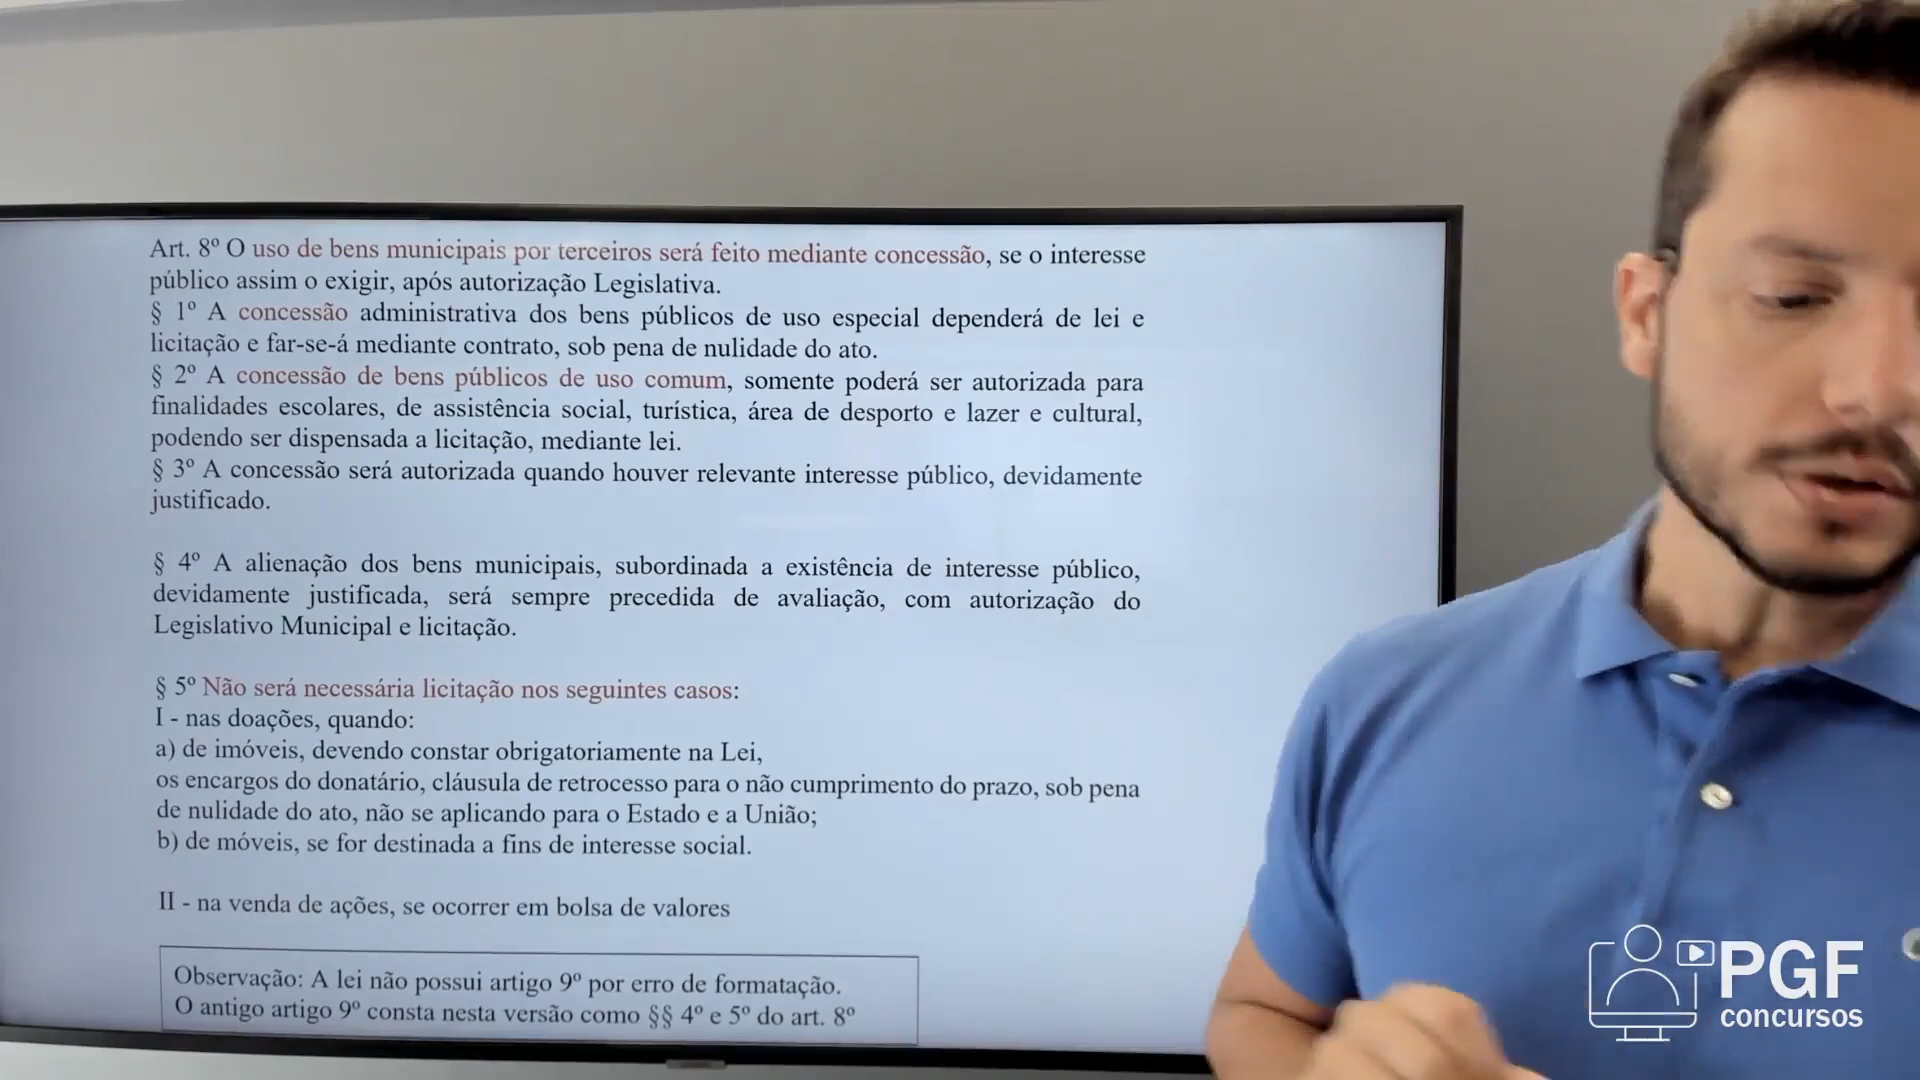 Art. 8º O uso de bens municipais por terceiros será feito mediante concessão, se o interesse
público assim o exigir, após autorização Legislativa.
§ 1º A concessão administrativa dos bens públicos de uso especial dependerá de lei e
licitação e far-se-á mediante contrato, sob pena de nulidade do ato.
§ 2º A concessão de bens públicos de uso comum, somente poderá ser autorizada para
finalidades escolares, de assistência social, turística, área de desporto e lazer e cultural,
podendo ser dispensada a licitação, mediante lei.
§ 3º A concessão será autorizada quando houver relevante interesse público, devidamente
justificado.
§ 4º A alienação dos bens municipais, subordinada a existência de interesse público,
devidamente justificada, será sempre precedida de avaliação, com autorização do
Legislativo Municipal e licitação.
§ 5º Não será necessária licitação nos seguintes casos:
I - nas doações, quando:
a) de imóveis, devendo constar obrigatoriamente na Lei,
os encargos do donatário, cláusula de retrocesso para o não cumprimento do prazo, sob pena
de nulidade do ato, não se aplicando para o Estado e a União;
b) de móveis, se for destinada a fins de interesse social.
II - na venda de ações, se ocorrer em bolsa de valores
Observação: A lei não possui artigo 9º por erro de formatação.
O antigo artigo 9º consta nesta versão como §§ 4º e 5º do art. 8º
PGF
concursos